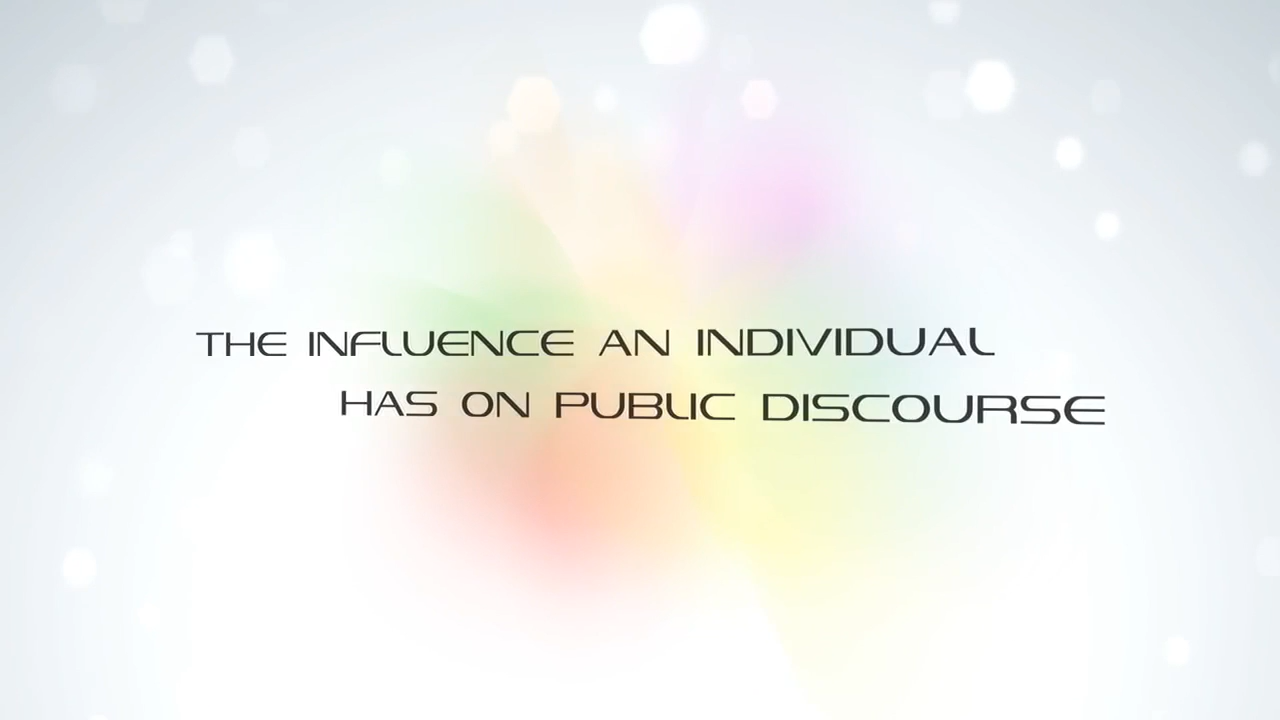 THE INFLUENCE AN INDIVIDUAL
HAS ON PUBLIC DISCOURSE